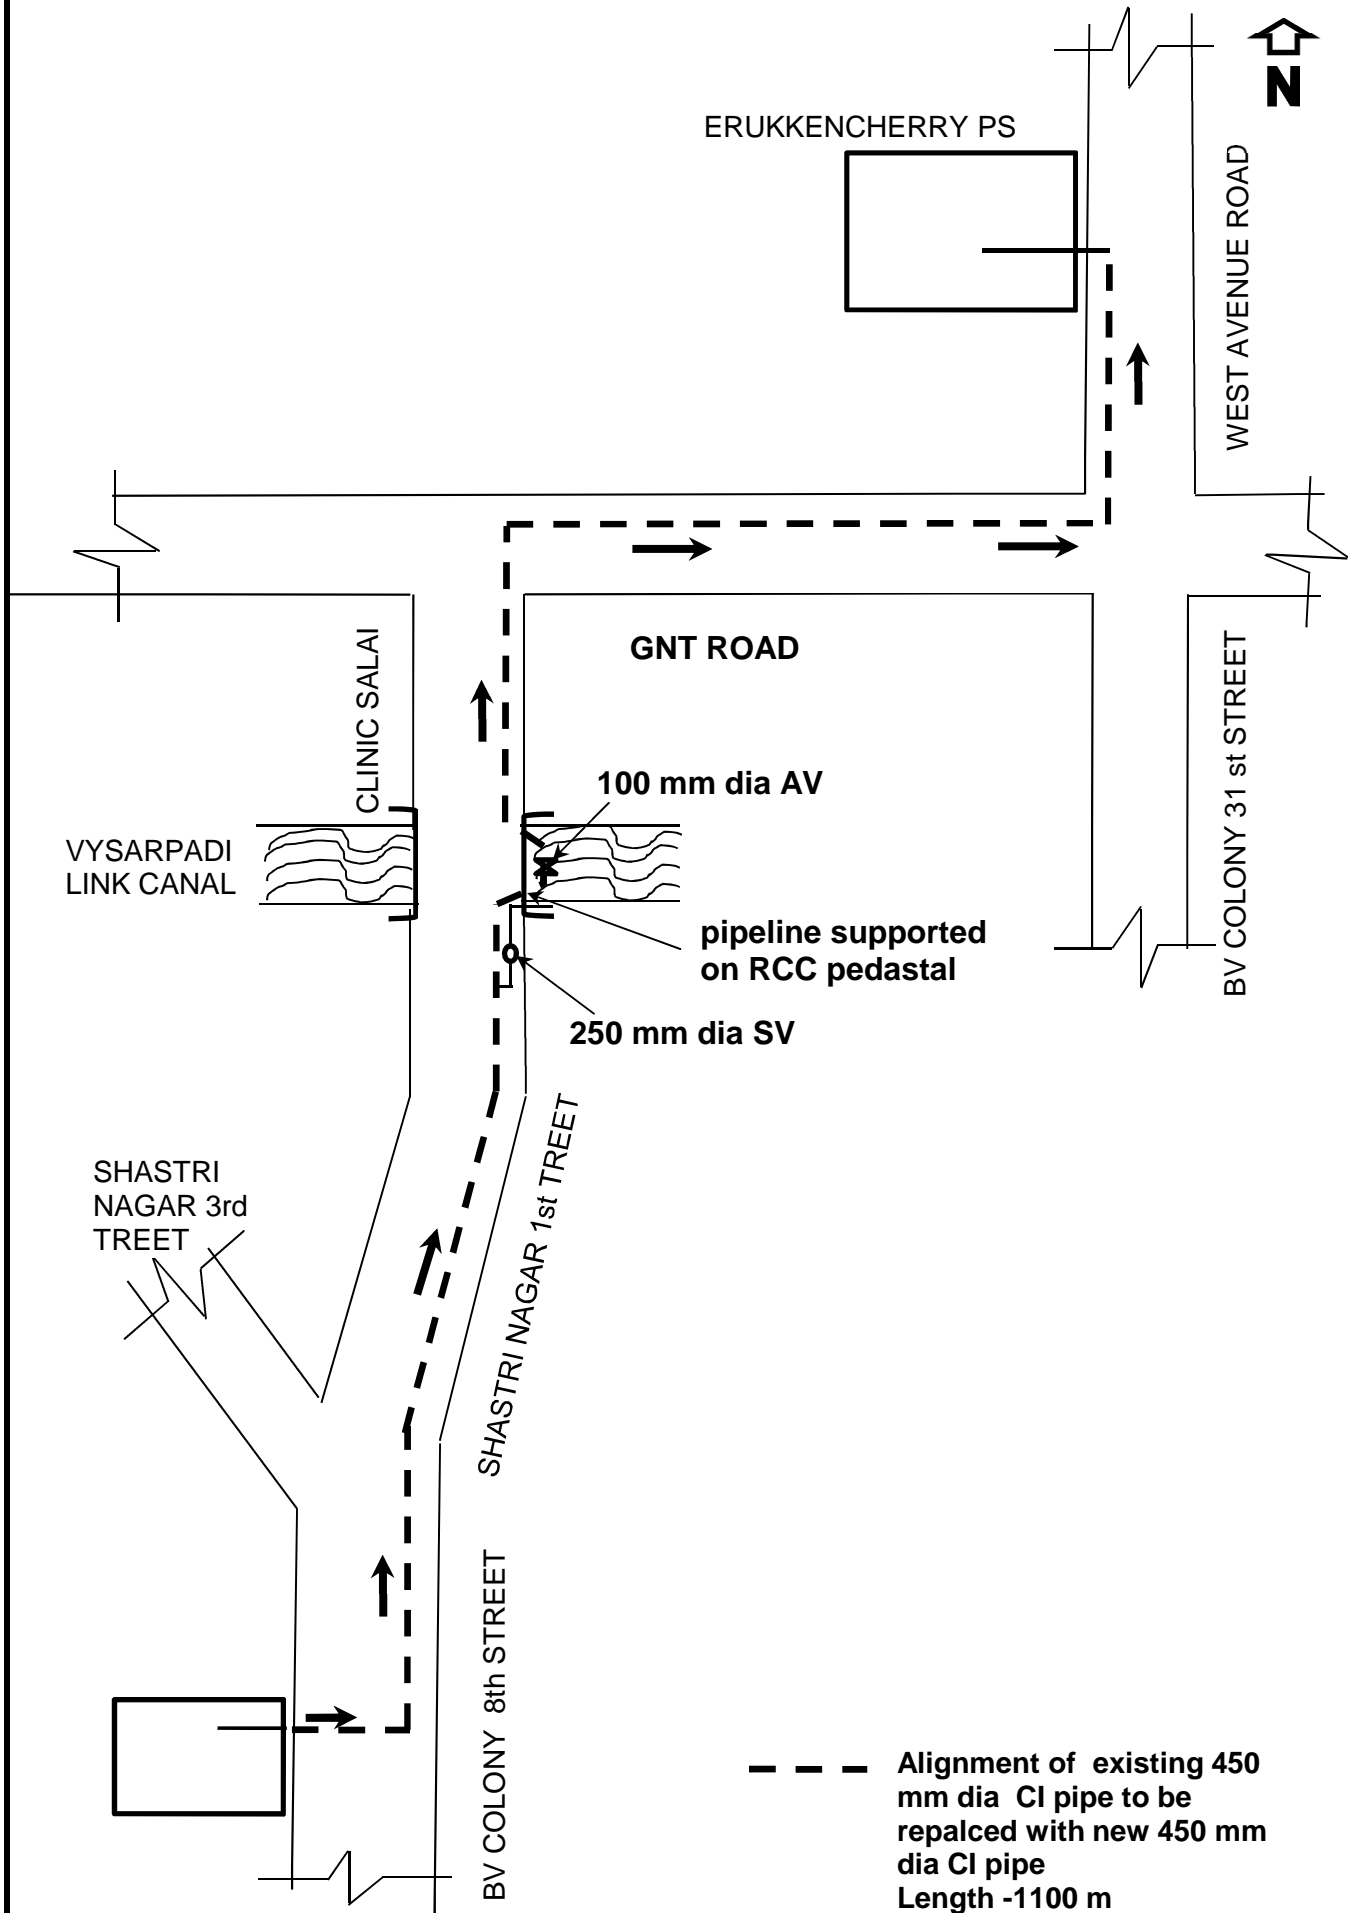 N
ERUKKENCHERRY PS
WEST AVENUE ROAD
CLINIC SALAI
GNT ROAD
BV COLONY 31 st STREET
100 mm dia AV
VYSARPADI
LINK CANAL
pipeline supported
on RCC pedastal
250 mm dia SV
SHASTRI NAGAR 1st TREET
SHASTRI
NAGAR 3rd
TREET
BV COLONY 8th STREET
Alignment of existing 450
mm dia CI pipe to be
repalced with new 450 mm
dia CI pipe
Length -1100 m